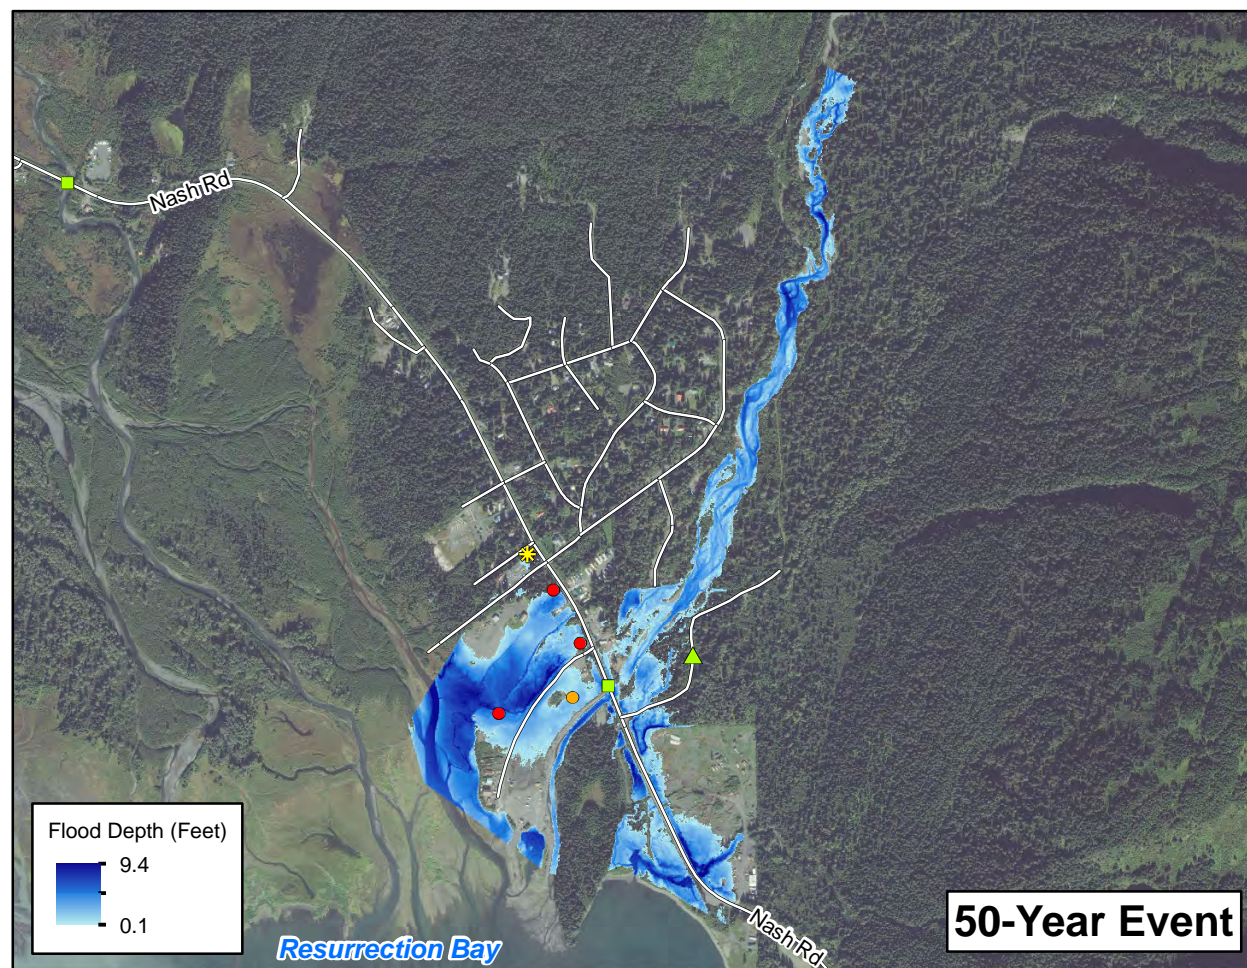 Nash Rd
Flood Depth (Feet)
9.4
0.1
50-Year Event
Nash Rd
Resurrection Bay